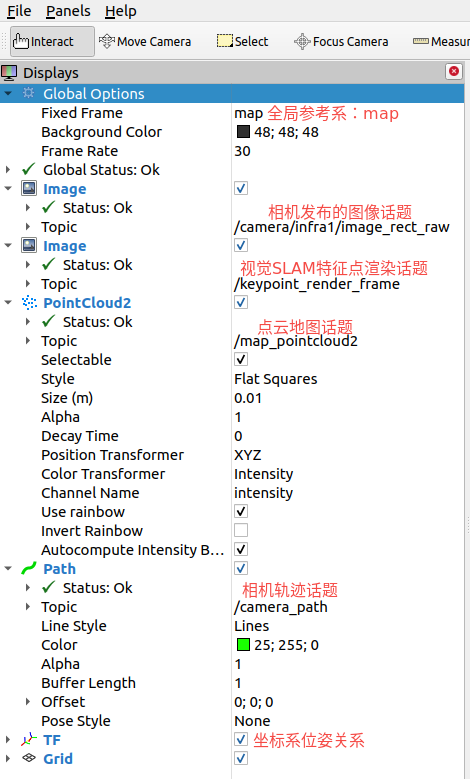 File Panels Help
Interact Move Camera Select Focus Camera Measu
Displays
Global Options
Fixed Frame map 全局参考系：map
Background Color 48; 48; 48
Frame Rate 30
Global Status: Ok
Image
Status: Ok 相机发布的图像话题
Topic /camera/infra1/image_rect_raw
Image
Status: Ok 视觉SLAM特征点渲染话题
Topic /keypoint_render_frame
PointCloud2
Status: Ok 点云地图话题
Topic /map_pointcloud2
Selectable
Style Flat Squares
Size (m) 0.01
Alpha 1
Decay Time 0
Position Transformer XYZ
Color Transformer Intensity
Channel Name intensity
Use rainbow
Invert Rainbow
Autocompute Intensity B...
Path
Status: Ok 相机轨迹话题
Topic /camera_path
Line Style Lines
Color 25; 255; 0
Alpha 1
Buffer Length 1
Offset 0; 0; 0
Pose Style None
TF 坐标系位姿关系
Grid